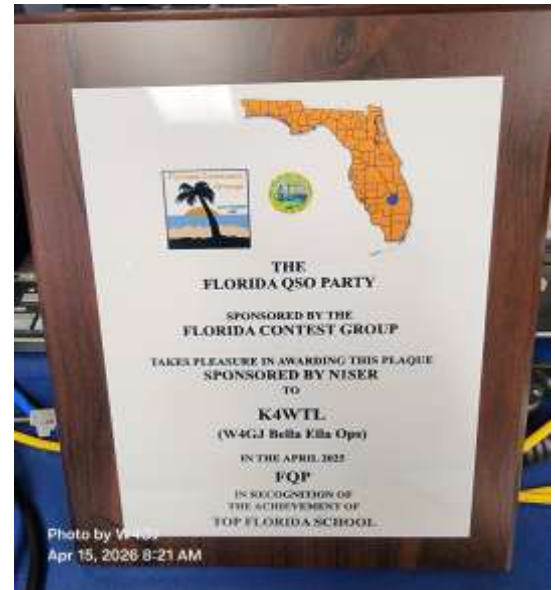 THE
FLORIDA QSO PARTY
SPONSORED BY THE
FLORIDA CONTEST GROUP
TAKES PLEASURE IN AWARDING THIS PLAQUE
SPONSORED BY N1SER
TO
K4WTL
(W4GJ Bella Ella Ops)
IN THE APRIL 2025
FQP
IN RECOGNITION OF
THE ACHIEVEMENT OF
TOP FLORIDA SCHOOL
Photo by
Apr 15, 2026 8:21 AM